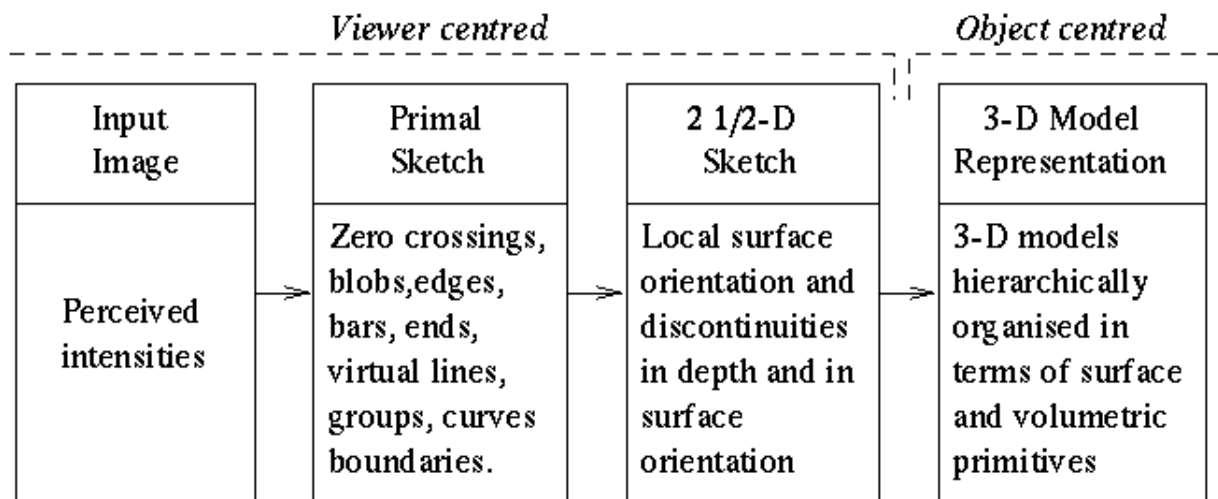 Viewer centred
Object centred
Input
Image
Perceived
intensities
Primal
Sketch
Zero crossings,
blobs,edges,
bars, ends,
virtual lines,
groups, curves
boundaries.
2 1/2-D
Sketch
Local surface
orientation and
discontinuities
in depth and in
surface
orientation
3-D Model
Representation
3-D models
hierarchically
organised in
terms of surface
and volumetric
primitives